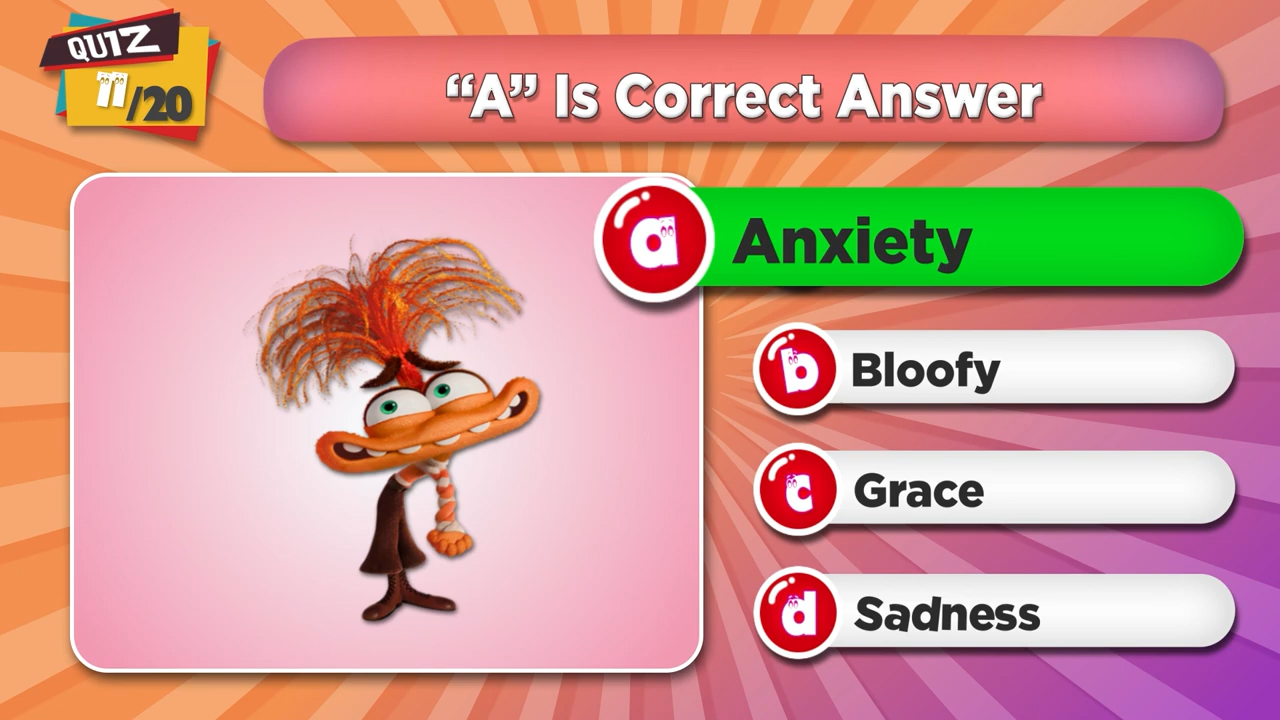 QUIZ
11/20
“A” Is Correct Answer
a Anxiety
b Bloofy
c Grace
d Sadness